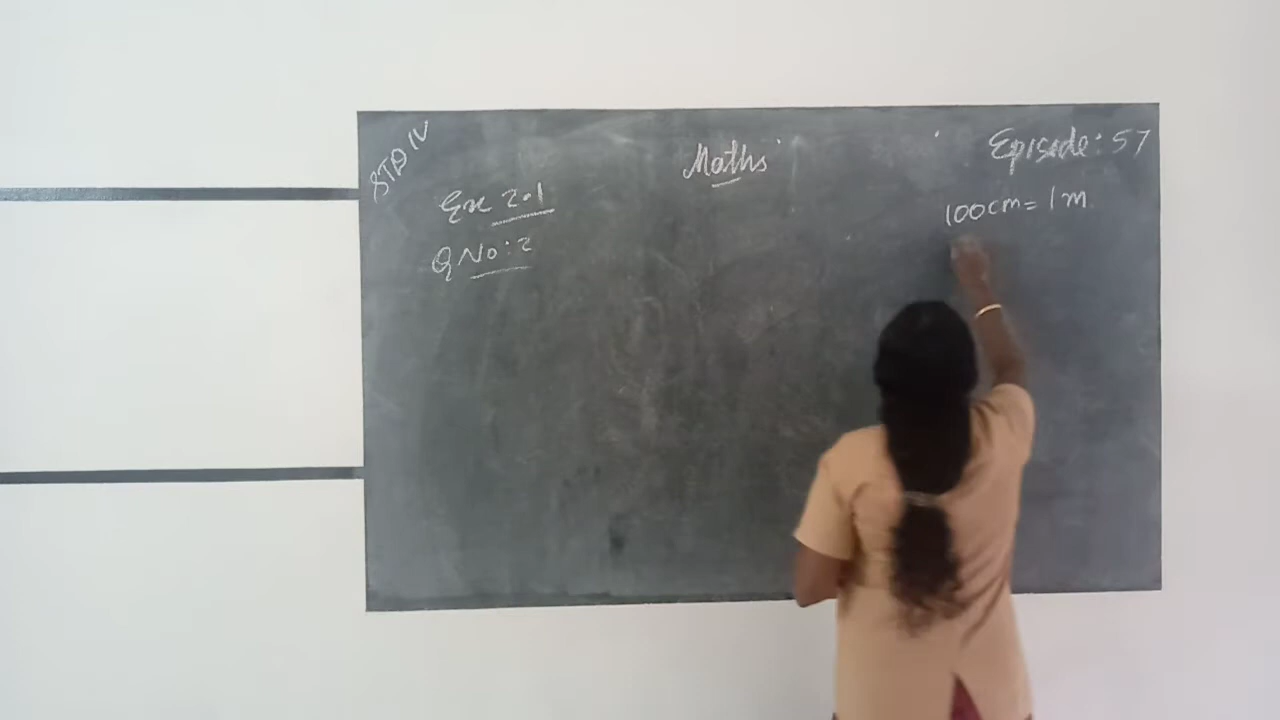 STD IV
Maths
Episode: 57
Ex 2.1
100cm = 1m
Q No: 2